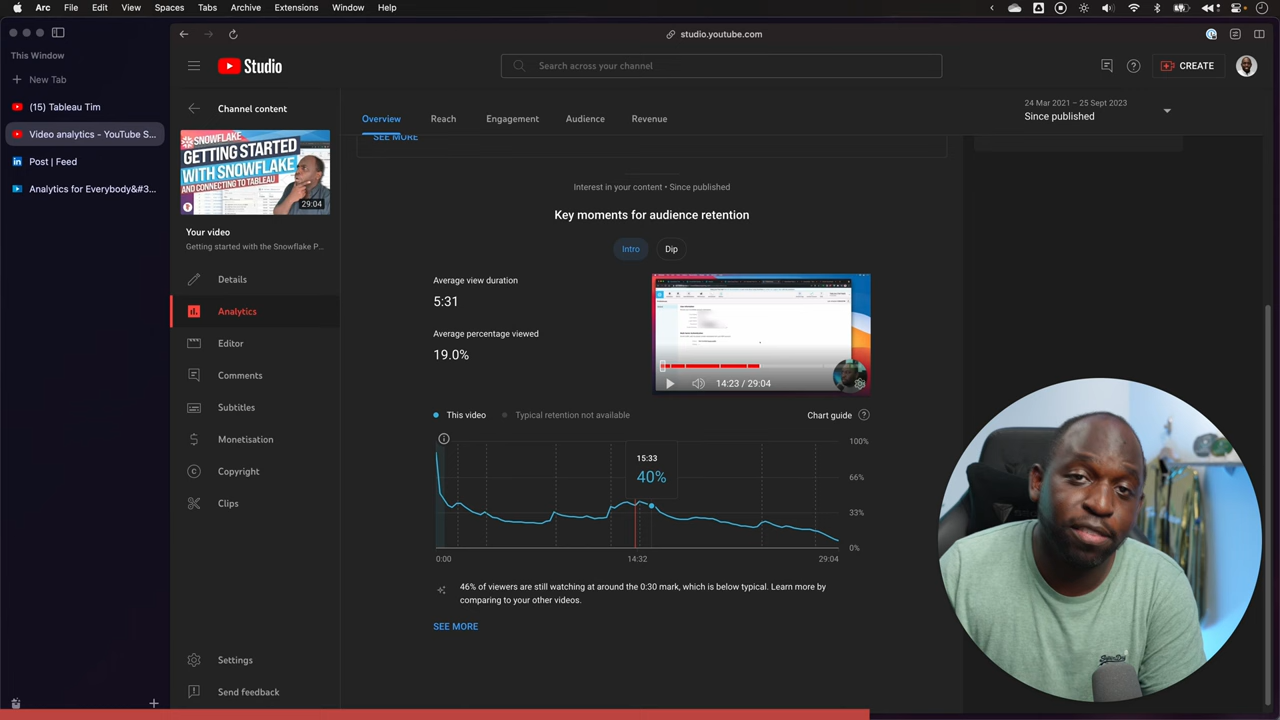 Arc File Edit View Spaces Tabs Archive Extensions Window Help
This Window
New Tab
(15) Tableau Tim
Video analytics - YouTube S...
Post | Feed
Analytics for Everybody&#3...
studio.youtube.com
Studio
Search across your channel
CREATE
Channel content
SNOWFLAKE
GETTING STARTED
WITH SNOWFLAKE
AND CONNECTING TO TABLEAU
29:04
Your video
Getting started with the Snowflake P...
Details
Analytics
Editor
Comments
Subtitles
Monetisation
Copyright
Clips
Settings
Send feedback
Overview Reach Engagement Audience Revenue
24 Mar 2021 – 25 Sept 2023
Since published
SEE MORE
Interest in your content • Since published
Key moments for audience retention
Intro Dip
Average view duration
5:31
Average percentage viewed
19.0%
14:23 / 29:04
This video Typical retention not available Chart guide
15:33
40%
100%
66%
33%
0%
0:00 14:32 29:04
46% of viewers are still watching at around the 0:30 mark, which is below typical. Learn more by
comparing to your other videos.
SEE MORE